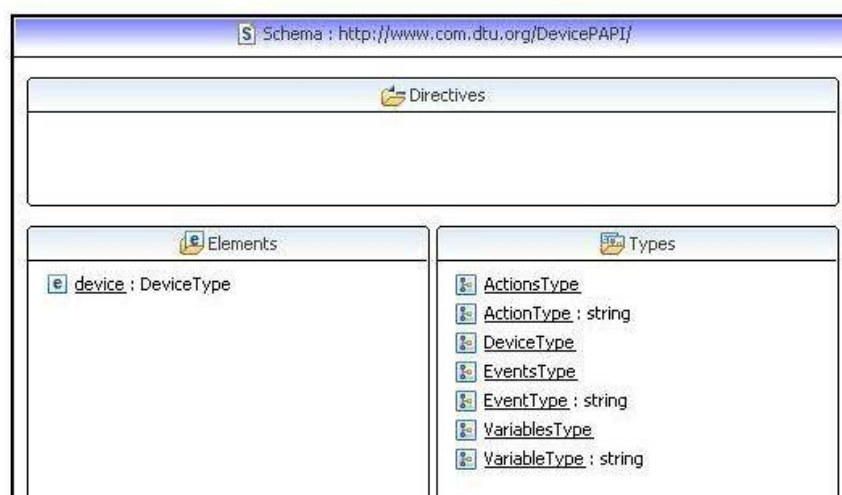 Schema : http://www.com.dtu.org/DevicePAPI/
Directives
Elements
device : DeviceType
Types
ActionsType
ActionType : string
DeviceType
EventsType
EventType : string
VariablesType
VariableType : string